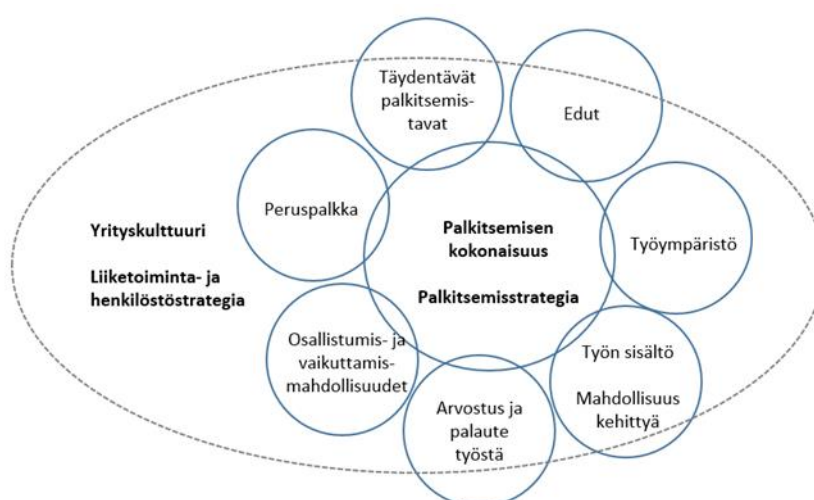 Täydentävät
palkitsemis-
tavat
Edut
Peruspalkka
Yrityskulttuuri
Liiketoiminta- ja
henkilöstöstrategia
Palkitsemisen
kokonaisuus
Palkitsemisstrategia
Työympäristö
Osallistumis- ja
vaikuttamis-
mahdollisuudet
Työn sisältö
Mahdollisuus
kehittyä
Arvostus ja
palaute
työstä